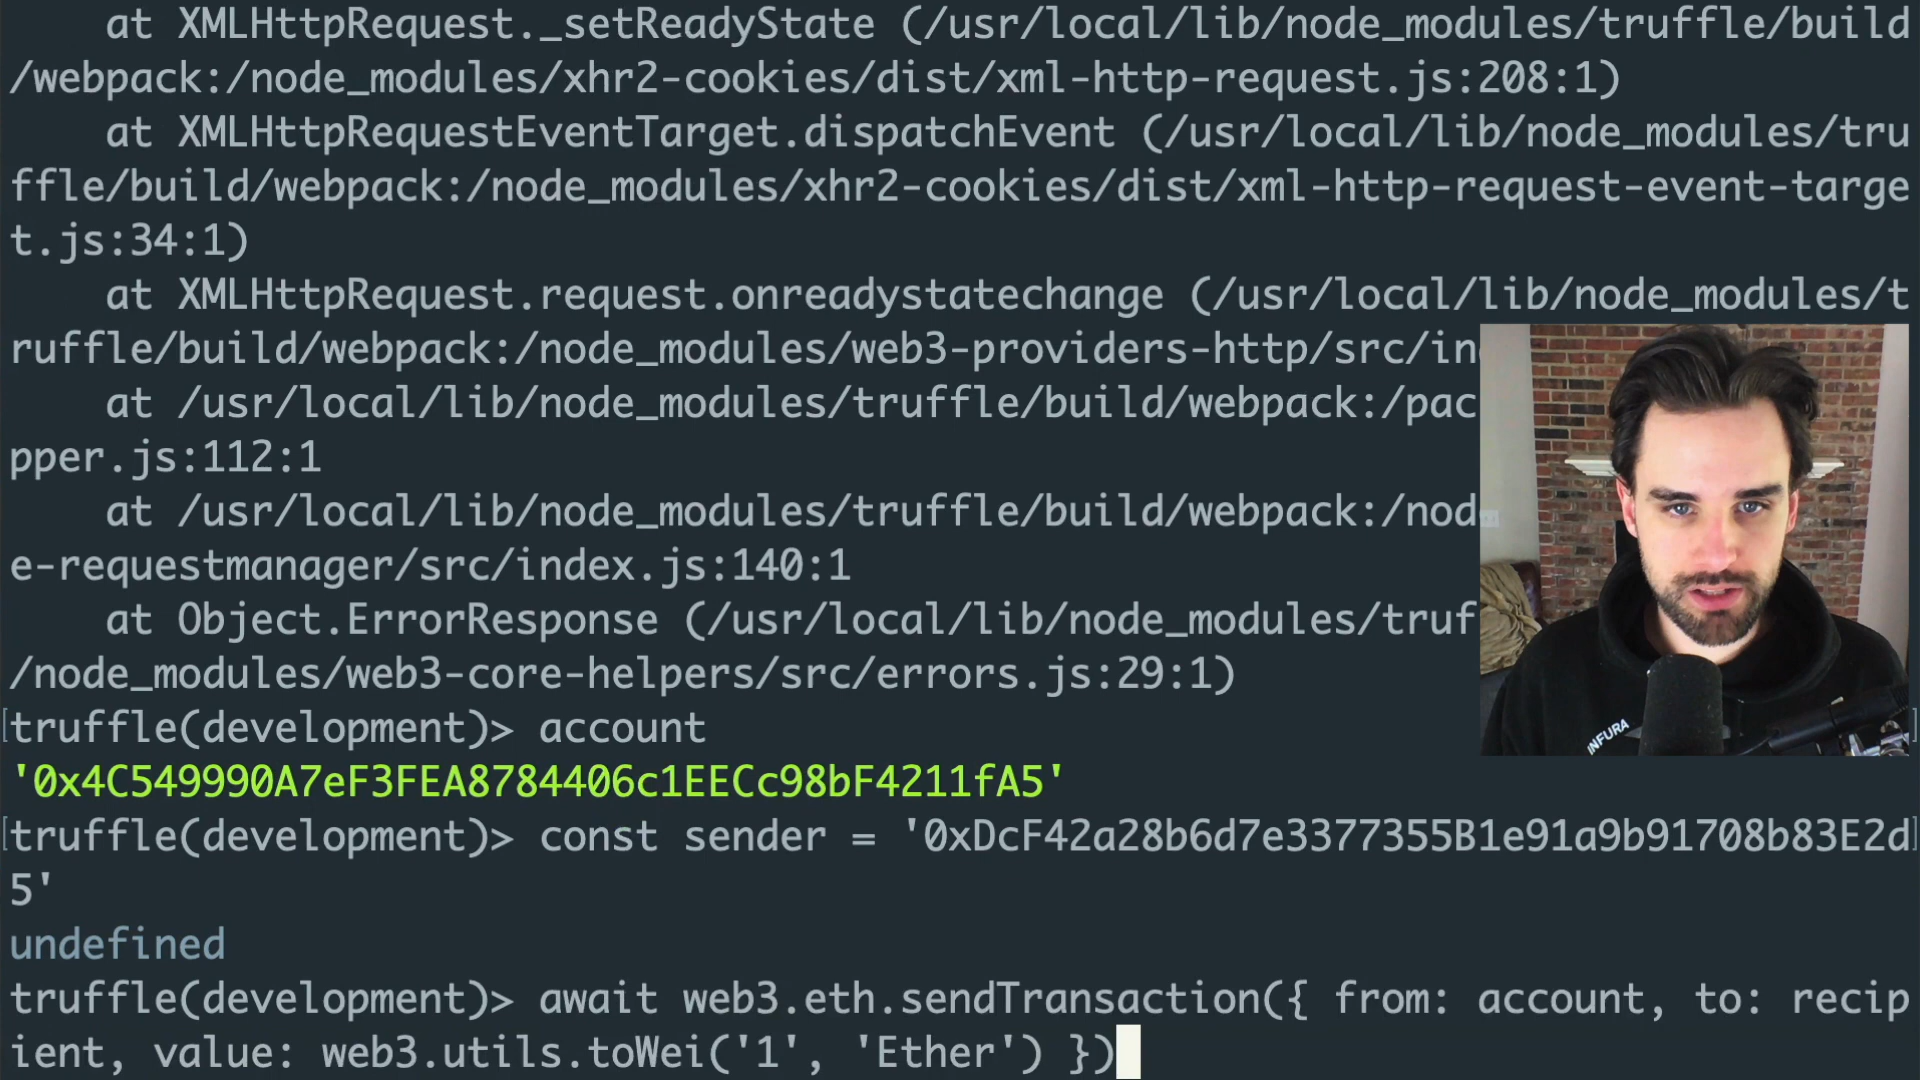 at XMLHttpRequest._setReadyState (/usr/local/lib/node_modules/truffle/build
/webpack:/node_modules/xhr2-cookies/dist/xml-http-request.js:208:1)
at XMLHttpRequestEventTarget.dispatchEvent (/usr/local/lib/node_modules/tru
ffle/build/webpack:/node_modules/xhr2-cookies/dist/xml-http-request-event-targe
t.js:34:1)
at XMLHttpRequest.request.onreadystatechange (/usr/local/lib/node_modules/t
ruffle/build/webpack:/node_modules/web3-providers-http/src/in
at /usr/local/lib/node_modules/truffle/build/webpack:/pac
pper.js:112:1
at /usr/local/lib/node_modules/truffle/build/webpack:/nod
e-requestmanager/src/index.js:140:1
at Object.ErrorResponse (/usr/local/lib/node_modules/truf
/node_modules/web3-core-helpers/src/errors.js:29:1)
[truffle(development)> account ]
'0x4C549990A7eF3FEA8784406c1EECc98bF4211fA5'
[truffle(development)> const sender = '0xDcF42a28b6d7e3377355B1e91a9b91708b83E2d]
5'
undefined
truffle(development)> await web3.eth.sendTransaction({ from: account, to: recip
ient, value: web3.utils.toWei('1', 'Ether') })
INFURA